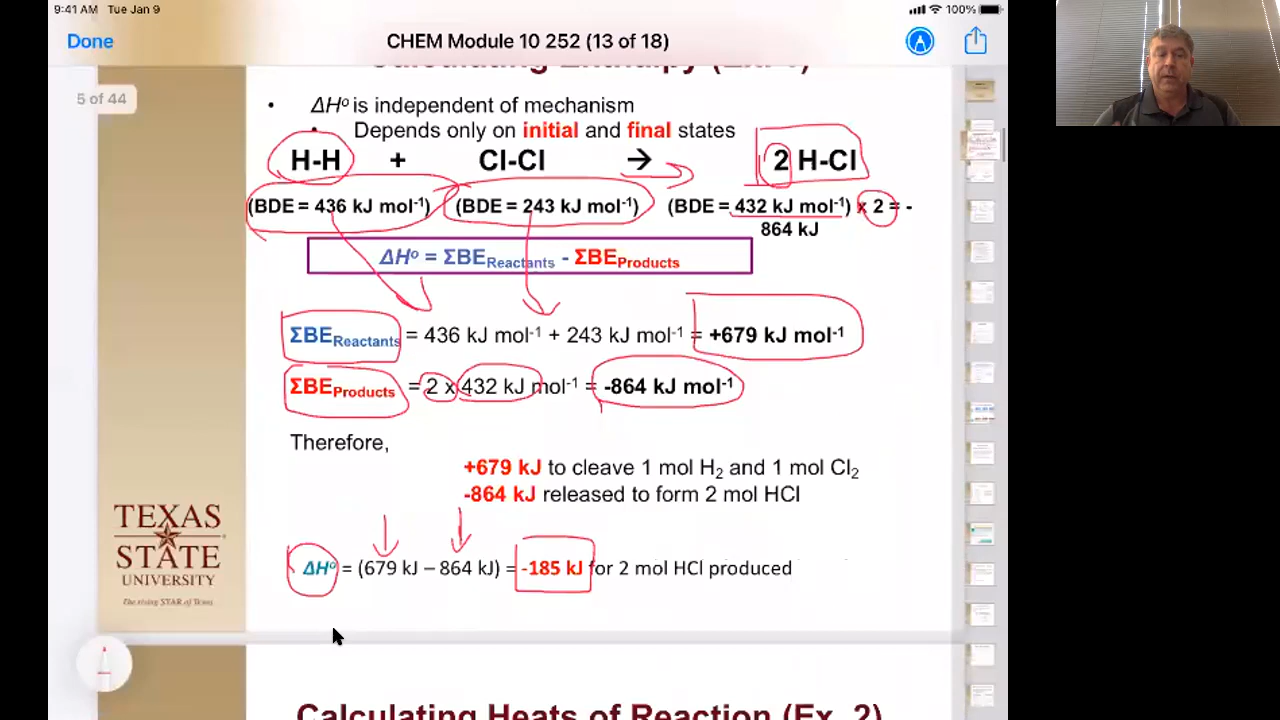 9:41 AM Tue Jan 9
100%
Done
CHEM Module 10 252 (13 of 18)
5 of 44
• ΔHº is independent of mechanism
• Depends only on initial and final states
H-H + Cl-Cl → 2 H-Cl
(BDE = 436 kJ mol-1) (BDE = 243 kJ mol-1) (BDE = 432 kJ mol-1) x 2 = -
864 kJ
ΔHº = ΣBEReactants - ΣBEProducts
ΣBEReactants = 436 kJ mol-1 + 243 kJ mol-1 = +679 kJ mol-1
ΣBEProducts = 2 x 432 kJ mol-1 = -864 kJ mol-1
Therefore,
+679 kJ to cleave 1 mol H2 and 1 mol Cl2
-864 kJ released to form 2 mol HCl
ΔHº = (679 kJ – 864 kJ) = -185 kJ for 2 mol HCl produced
TEXAS
STATE
UNIVERSITY
The rising STAR of Texas
Calculating Heats of Reaction (Ex. 2)